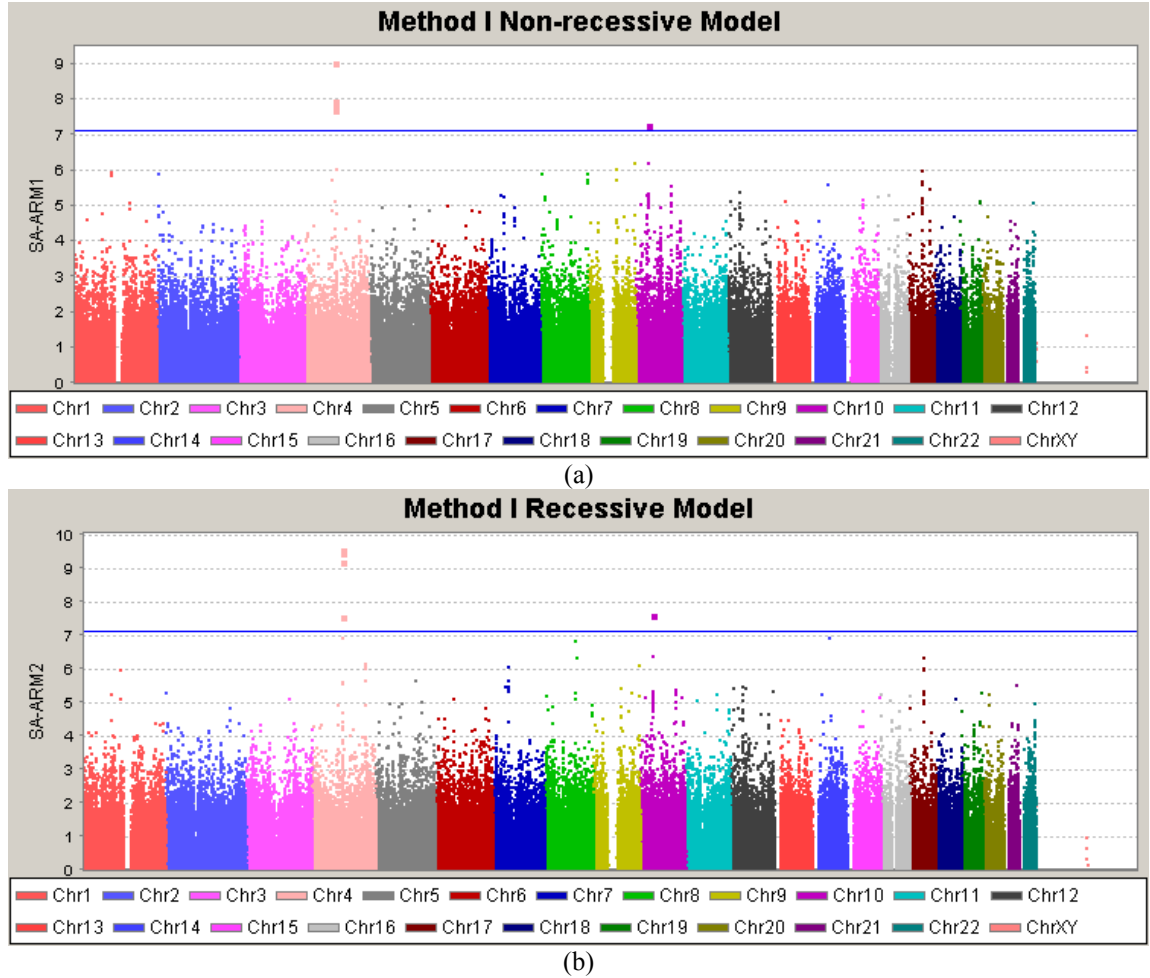 Method I Non-recessive Model
9
8
7
6
5
4
3
2
1
0
SA-ARM1
Chr1 Chr2 Chr3 Chr4 Chr5 Chr6 Chr7 Chr8 Chr9 Chr10 Chr11 Chr12
Chr13 Chr14 Chr15 Chr16 Chr17 Chr18 Chr19 Chr20 Chr21 Chr22 ChrXY
(a)
Method I Recessive Model
10
9
8
7
6
5
4
3
2
1
0
SA-ARM2
Chr1 Chr2 Chr3 Chr4 Chr5 Chr6 Chr7 Chr8 Chr9 Chr10 Chr11 Chr12
Chr13 Chr14 Chr15 Chr16 Chr17 Chr18 Chr19 Chr20 Chr21 Chr22 ChrXY
(b)